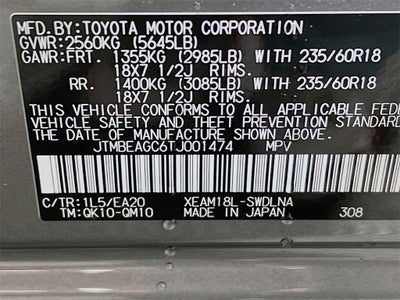 MFD. BY: TOYOTA MOTOR CORPORATION
GVWR: 2560KG (5645LB)
GAWR: FRT. 1355KG (2985LB) WITH 235/60R18
18X7 1/2J RIMS.
RR. 1400KG (3085LB) WITH 235/60R18
18X7 1/2J RIMS.
THIS VEHICLE CONFORMS TO ALL APPLICABLE FEDE
VEHICLE SAFETY AND THEFT PREVENTION STANDAR
DATE OF MANUFACTURE SHOWN ABOVE.
JTMBEAGC6TJ001474 MPV
C/TR: 1L5/EA20 XEAM18L-SWDLNA
TM: QK10-QM10 MADE IN JAPAN 308